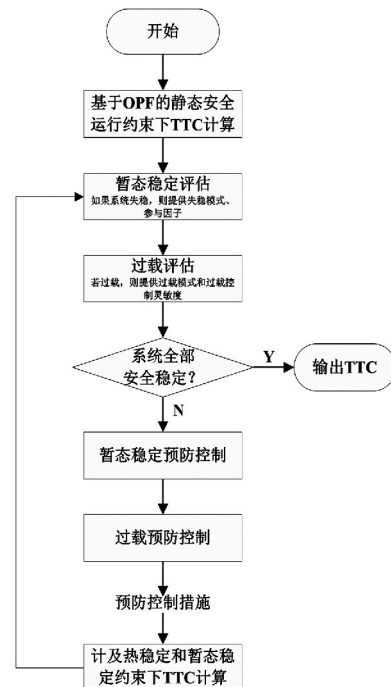 开始
基于OPF的静态安全
运行约束下TTC计算
暂态稳定评估
如果系统失稳，则提供失稳模式、
参与因子
过载评估
若过载，则提供过载模式和过载控
制灵敏度
系统全部
安全稳定？
Y
输出TTC
N
暂态稳定预防控制
过载预防控制
预防控制措施
计及热稳定和暂态稳
定约束下TTC计算